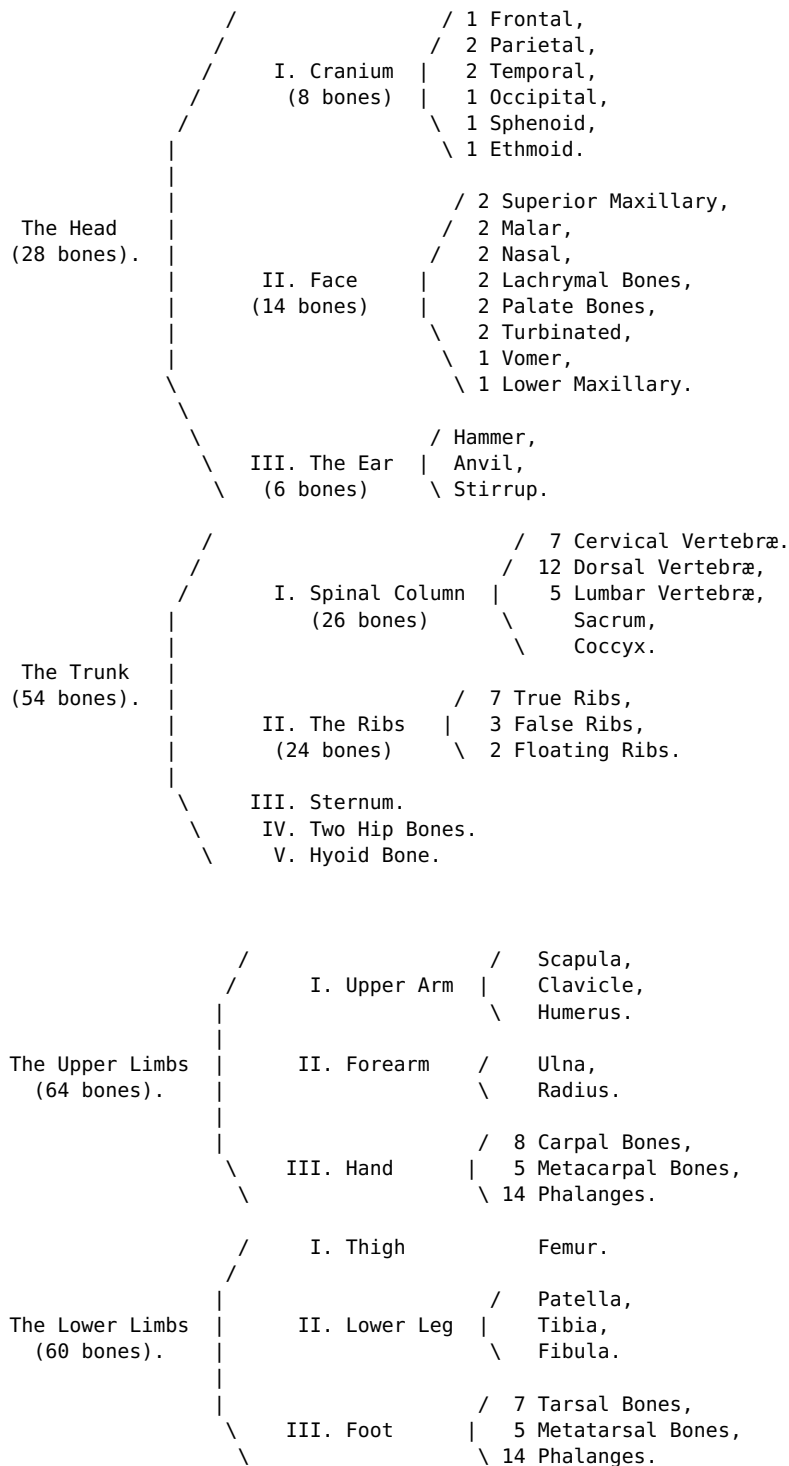 / / 1 Frontal,
/ / 2 Parietal,
/ I. Cranium | 2 Temporal,
/ (8 bones) | 1 Occipital,
/ \ 1 Sphenoid,
| \ 1 Ethmoid.
|
| / 2 Superior Maxillary,
The Head | / 2 Malar,
(28 bones). | / 2 Nasal,
| II. Face | 2 Lachrymal Bones,
| (14 bones) | 2 Palate Bones,
| \ 2 Turbinated,
| \ 1 Vomer,
\ \ 1 Lower Maxillary.
\
\ / Hammer,
\ III. The Ear | Anvil,
\ (6 bones) \ Stirrup.
/ / 7 Cervical Vertebræ.
/ / 12 Dorsal Vertebræ,
/ I. Spinal Column | 5 Lumbar Vertebræ,
| (26 bones) \ Sacrum,
| \ Coccyx.
The Trunk |
(54 bones). | / 7 True Ribs,
| II. The Ribs | 3 False Ribs,
| (24 bones) \ 2 Floating Ribs.
|
\ III. Sternum.
\ IV. Two Hip Bones.
\ V. Hyoid Bone.
/ / Scapula,
/ I. Upper Arm | Clavicle,
| \ Humerus.
|
The Upper Limbs | II. Forearm / Ulna,
(64 bones). | \ Radius.
|
| / 8 Carpal Bones,
\ III. Hand | 5 Metacarpal Bones,
\ \ 14 Phalanges.
/ I. Thigh Femur.
/
| / Patella,
The Lower Limbs | II. Lower Leg | Tibia,
(60 bones). | \ Fibula.
|
| / 7 Tarsal Bones,
\ III. Foot | 5 Metatarsal Bones,
\ \ 14 Phalanges.